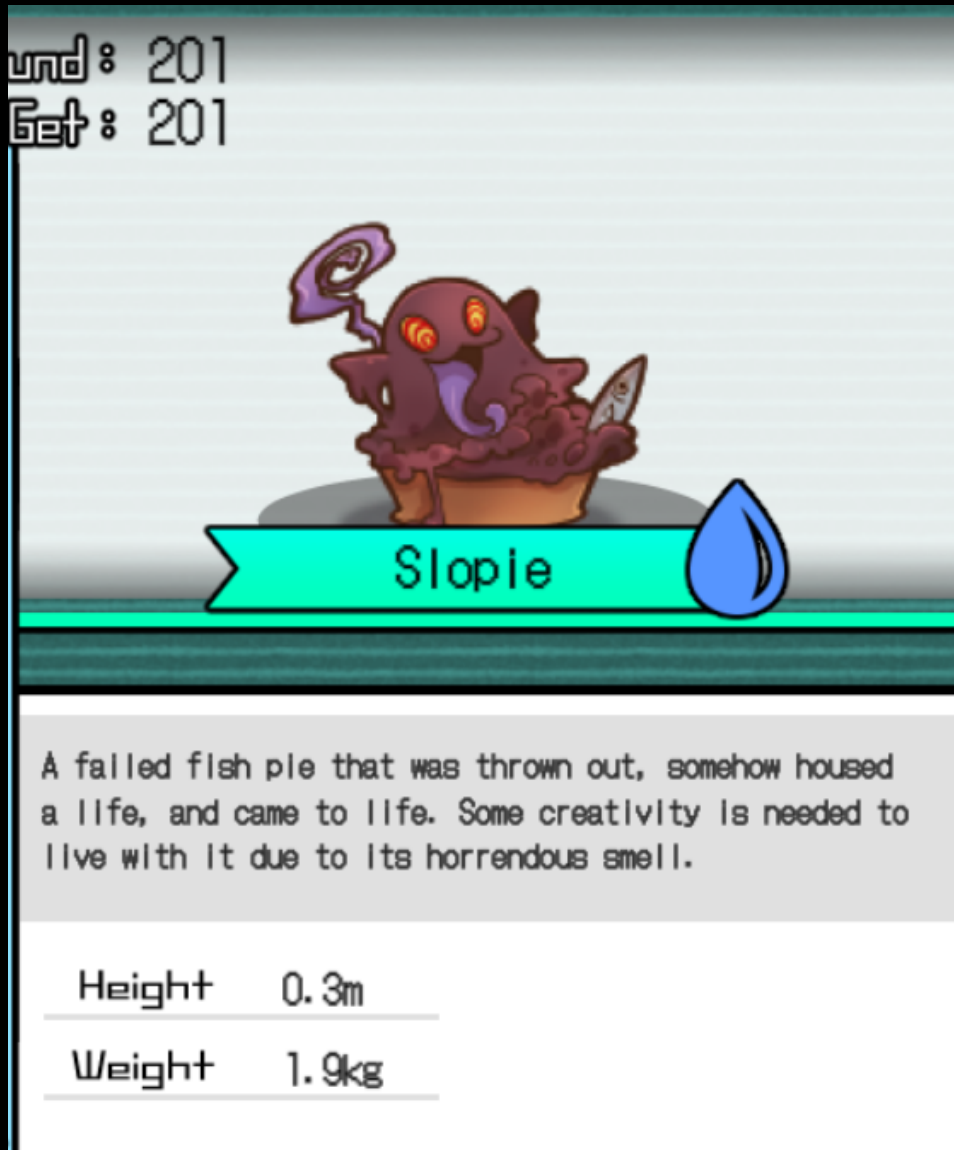 und: 201
Get: 201
Slopie
A failed fish pie that was thrown out, somehow housed
a life, and came to life. Some creativity is needed to
live with it due to its horrendous smell.
Height 0.3m
Weight 1.9kg